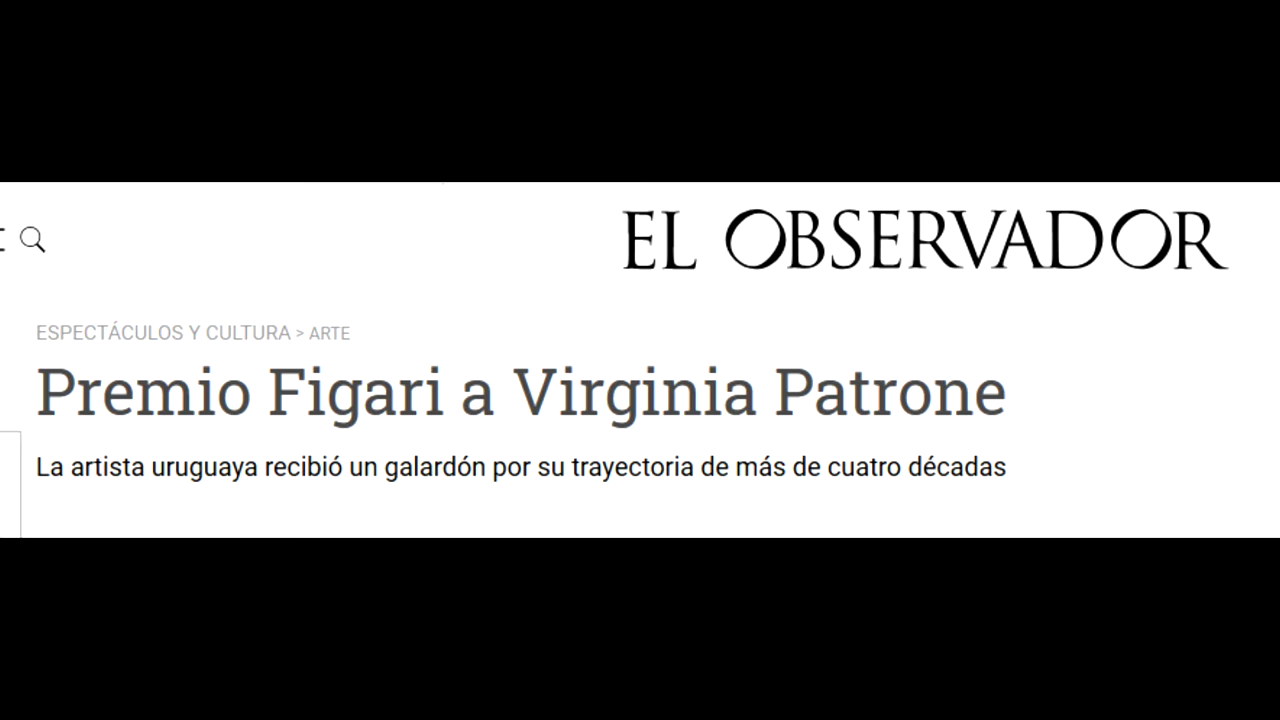 EL OBSERVADOR
ESPECTÁCULOS Y CULTURA > ARTE
Premio Figari a Virginia Patrone
La artista uruguaya recibió un galardón por su trayectoria de más de cuatro décadas